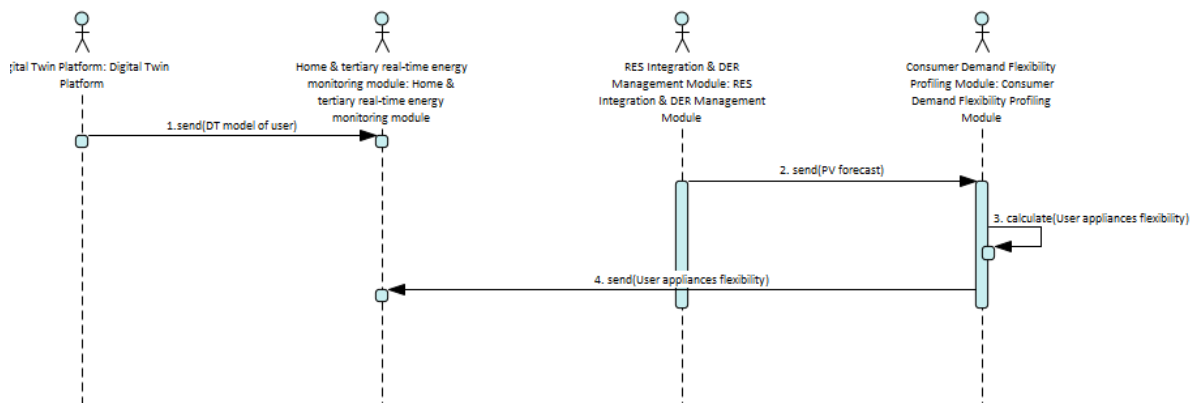 gital Twin Platform: Digital Twin
Platform
Home & tertiary real-time energy
monitoring module: Home &
tertiary real-time energy
monitoring module
RES Integration & DER
Management Module: RES
Integration & DER Management
Module
Consumer Demand Flexibility
Profiling Module: Consumer
Demand Flexibility Profiling
Module
1.send(DT model of user)
2. send(PV forecast)
3. calculate(User appliances flexibility)
4. send(User appliances flexibility)